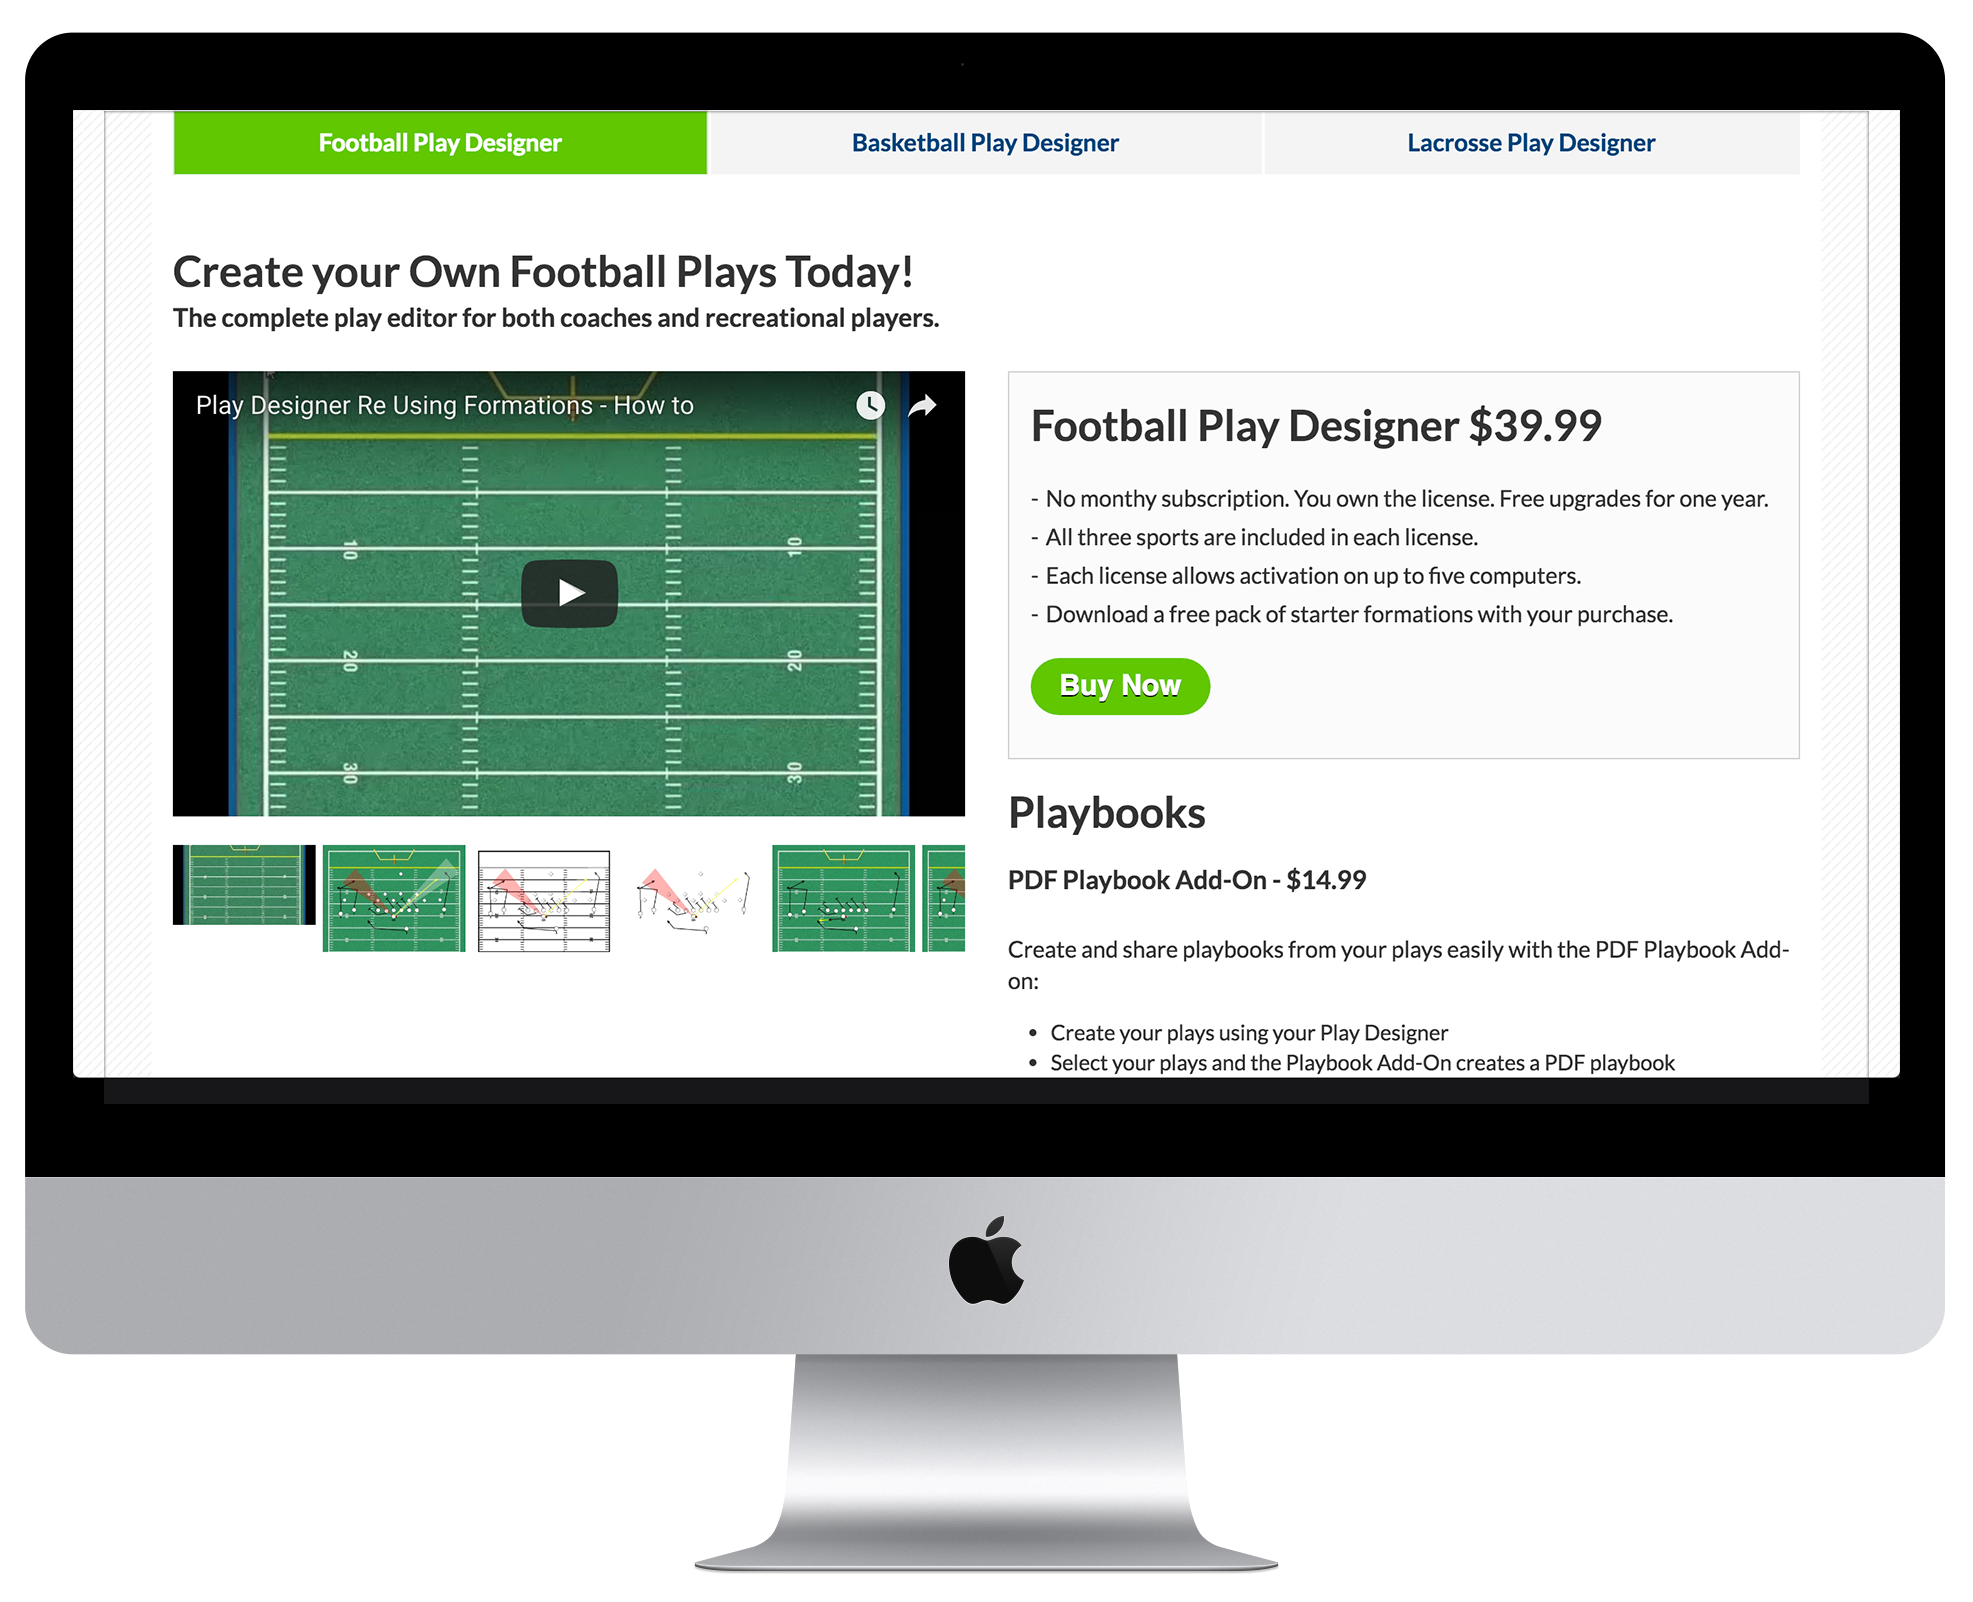 Football Play Designer
Basketball Play Designer
Lacrosse Play Designer
Create your Own Football Plays Today!
The complete play editor for both coaches and recreational players.
Play Designer Re Using Formations - How to
10
10
20
20
30
30
Football Play Designer $39.99
- No monthy subscription. You own the license. Free upgrades for one year.
- All three sports are included in each license.
- Each license allows activation on up to five computers.
- Download a free pack of starter formations with your purchase.
Buy Now
Playbooks
PDF Playbook Add-On - $14.99
Create and share playbooks from your plays easily with the PDF Playbook Add-
on:
• Create your plays using your Play Designer
• Select your plays and the Playbook Add-On creates a PDF playbook